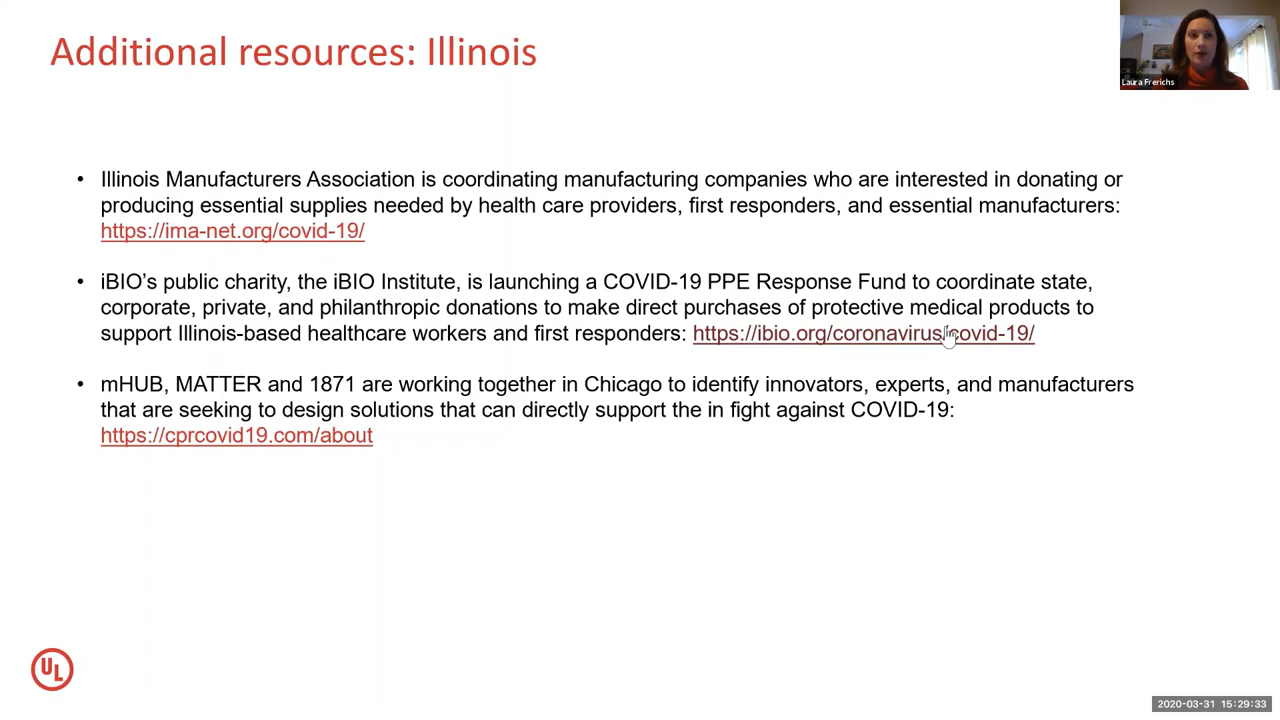 Additional resources: Illinois
Laura Frerichs
• Illinois Manufacturers Association is coordinating manufacturing companies who are interested in donating or
producing essential supplies needed by health care providers, first responders, and essential manufacturers:
https://ima-net.org/covid-19/
• iBIO’s public charity, the iBIO Institute, is launching a COVID-19 PPE Response Fund to coordinate state,
corporate, private, and philanthropic donations to make direct purchases of protective medical products to
support Illinois-based healthcare workers and first responders: https://ibio.org/coronavirus/covid-19/
• mHUB, MATTER and 1871 are working together in Chicago to identify innovators, experts, and manufacturers
that are seeking to design solutions that can directly support the in fight against COVID-19:
https://cprcovid19.com/about
UL
2020-03-31 15:29:33